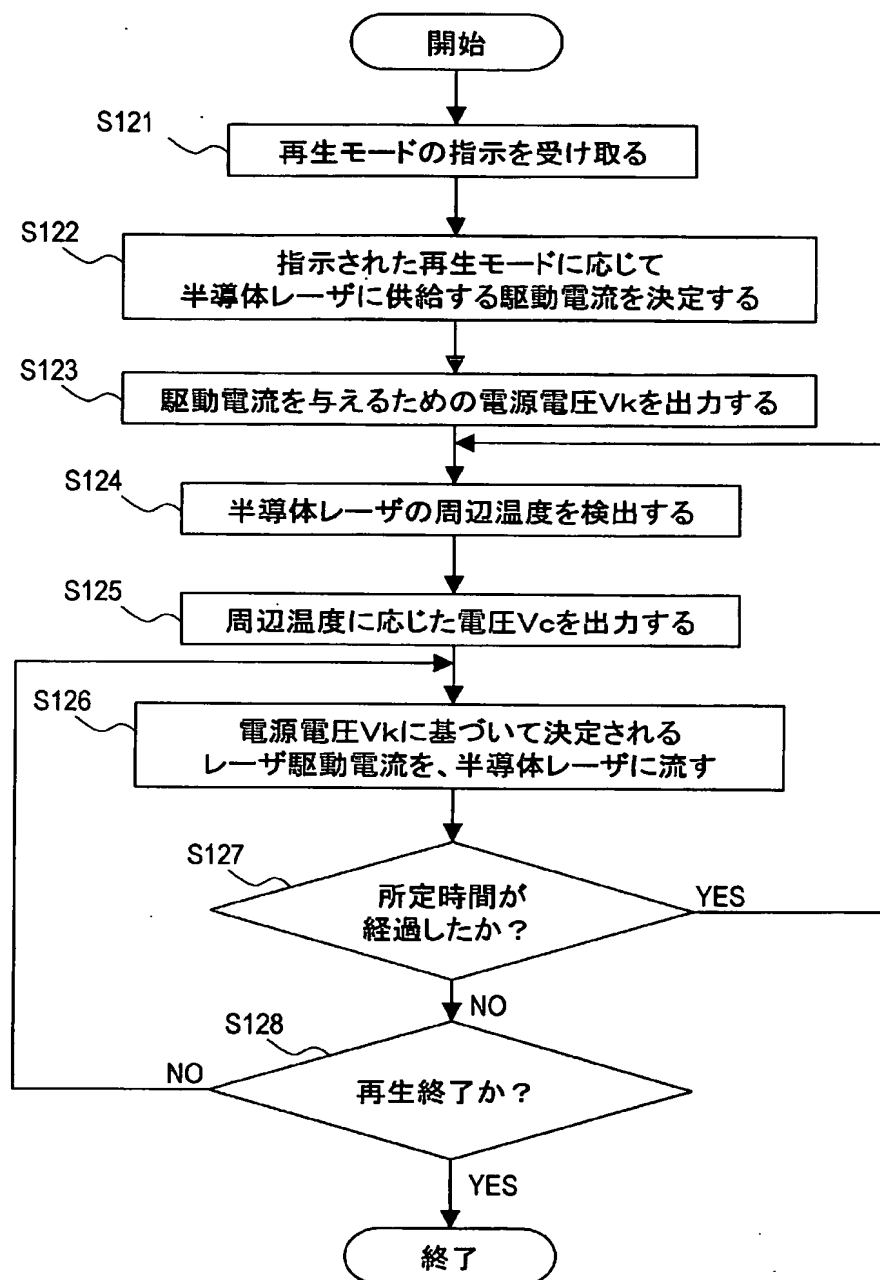 開始
S121
再生モードの指示を受け取る
S122
指示された再生モードに応じて
半導体レーザに供給する駆動電流を決定する
S123
駆動電流を与えるための電源電圧Vkを出力する
S124
半導体レーザの周辺温度を検出する
S125
周辺温度に応じた電圧Vcを出力する
S126
電源電圧Vkに基づいて決定される
レーザ駆動電流を、半導体レーザに流す
S127
所定時間が
経過したか？
YES
NO
S128
NO
再生終了か？
YES
終了